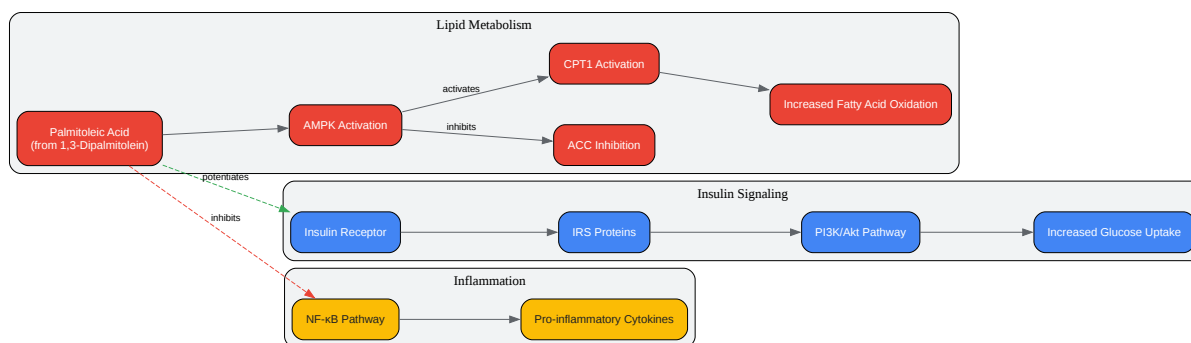 Lipid Metabolism
CPT1 Activation
activates
Increased Fatty Acid Oxidation
Palmitoleic Acid
(from 1,3-Dipalmitolein)
AMPK Activation
inhibits
ACC Inhibition
potentiates
Insulin Signaling
inhibits
Insulin Receptor
IRS Proteins
PI3K/Akt Pathway
Increased Glucose Uptake
Inflammation
NF-κB Pathway
Pro-inflammatory Cytokines